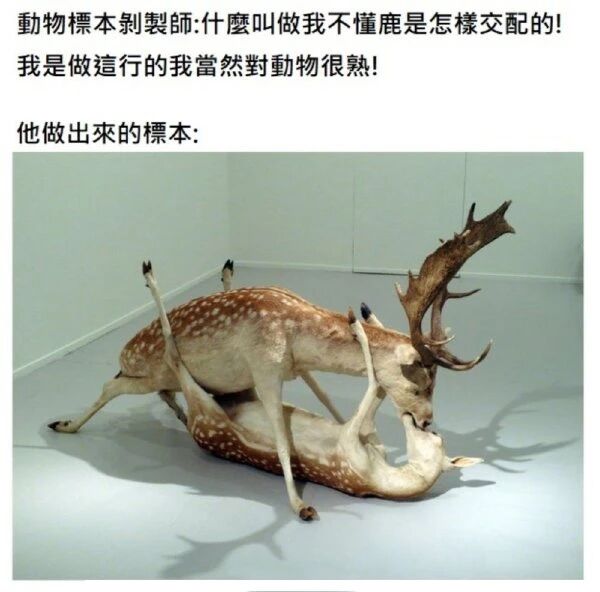 動物標本剝製師:什麼叫做我不懂鹿是怎樣交配的!
我是做這行的我當然對動物很熟!
他做出來的標本: